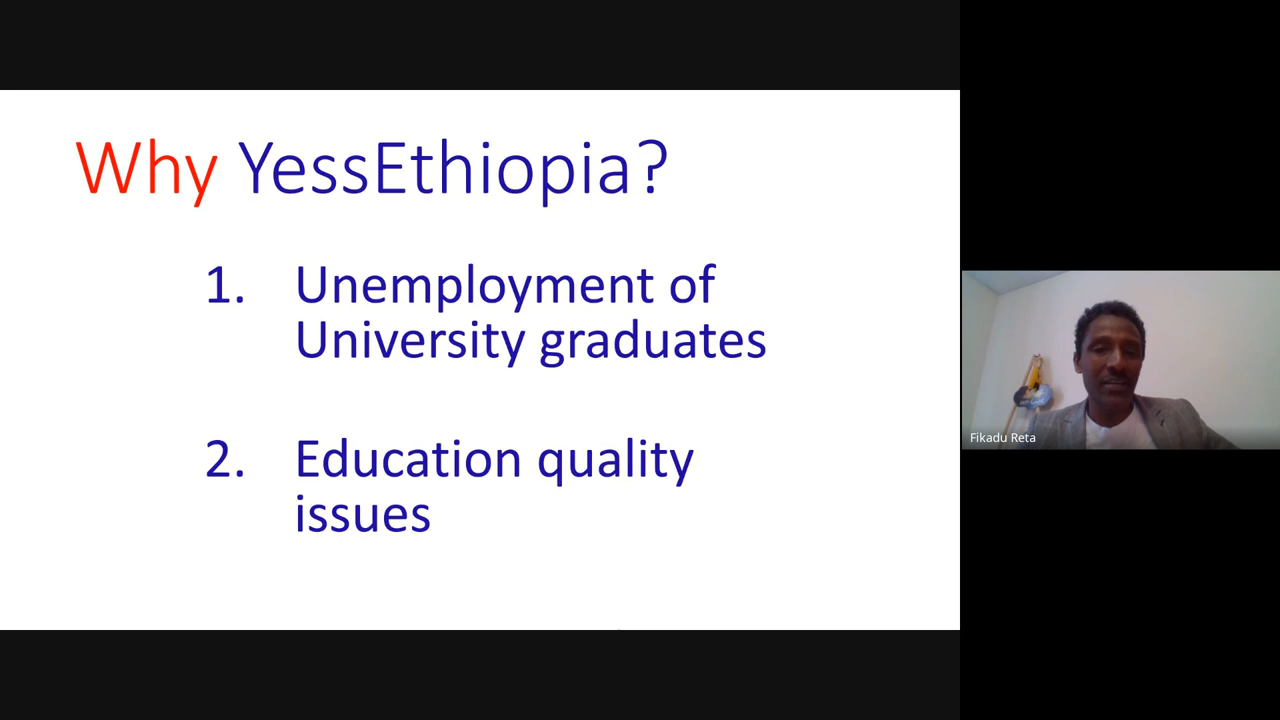 Why YessEthiopia?
1. Unemployment of
University graduates
2. Education quality
issues
Fikadu Reta